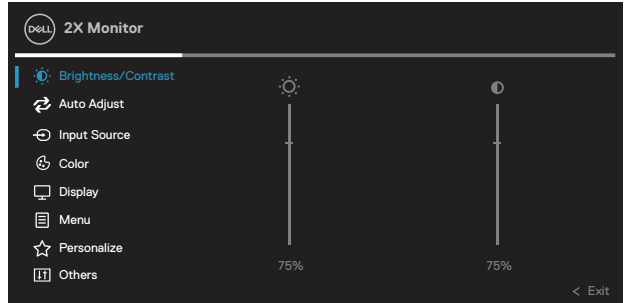 DELL 2X Monitor
Brightness/Contrast
Auto Adjust
Input Source
Color
Display
Menu
Personalize
Others
75% 75%
< Exit